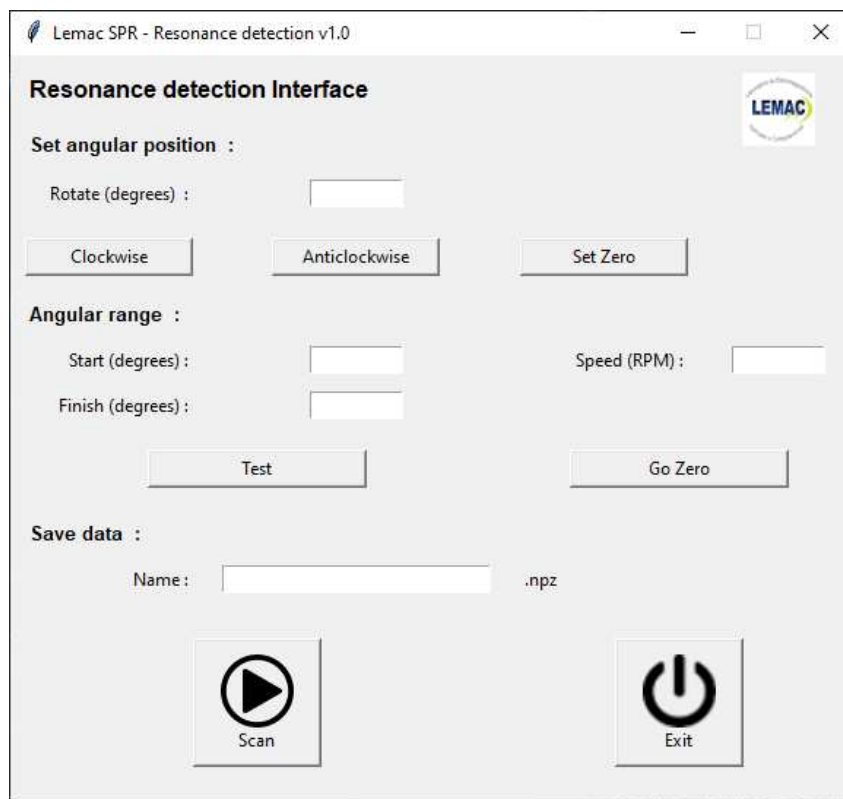 Lemac SPR - Resonance detection v1.0
Resonance detection Interface
LEMAC
Set angular position :
Rotate (degrees) :
Clockwise Anticlockwise Set Zero
Angular range :
Start (degrees) : Speed (RPM) :
Finish (degrees) :
Test Go Zero
Save data :
Name : .npz
Scan Exit